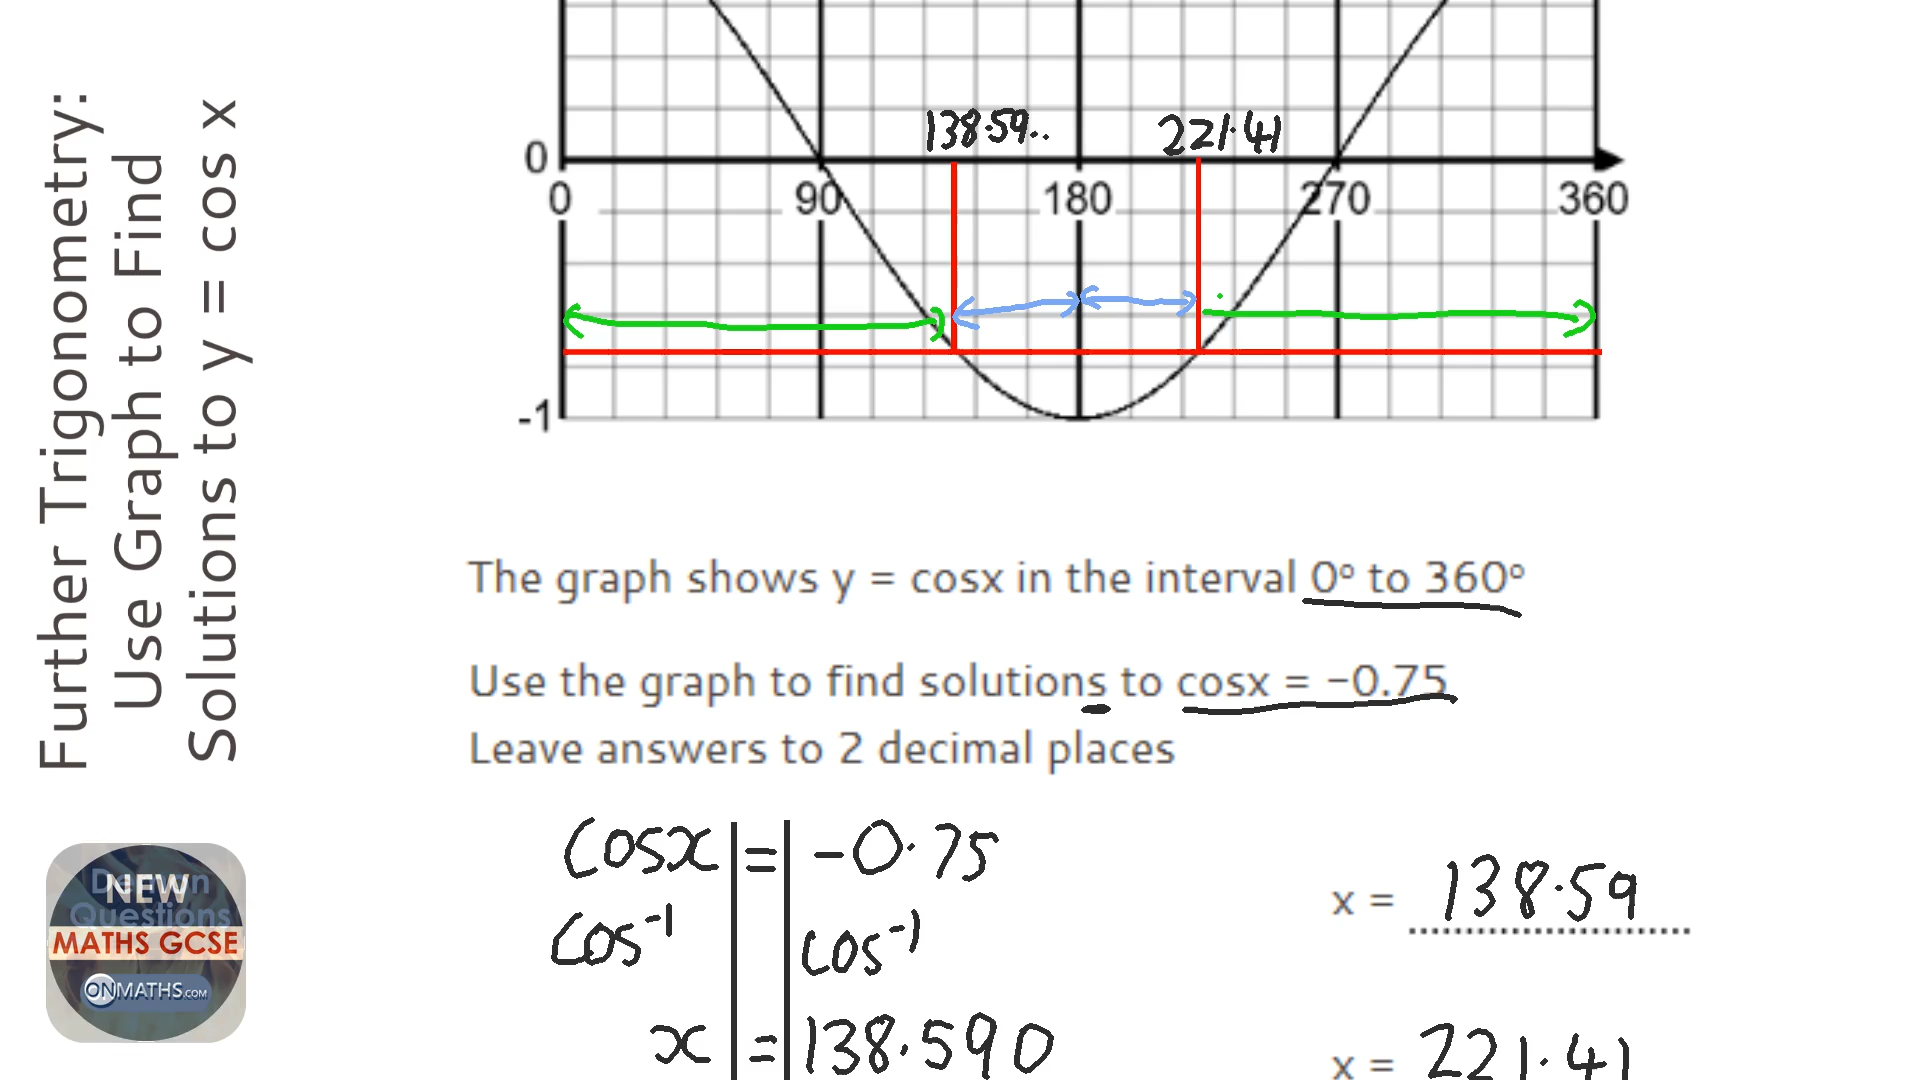 Further Trigonometry:
Use Graph to Find
Solutions to y = cos x
138.59..
221.41
0
0
90
180
270
360
-1
The graph shows y = cosx in the interval 0° to 360°
Use the graph to find solutions to cosx = −0.75
Leave answers to 2 decimal places
cosx = -0.75
cos⁻¹ cos⁻¹
x = 138.590
x = 138.59
x = 221.41
NEW
Questions
MATHS GCSE
ONMATHS.COM